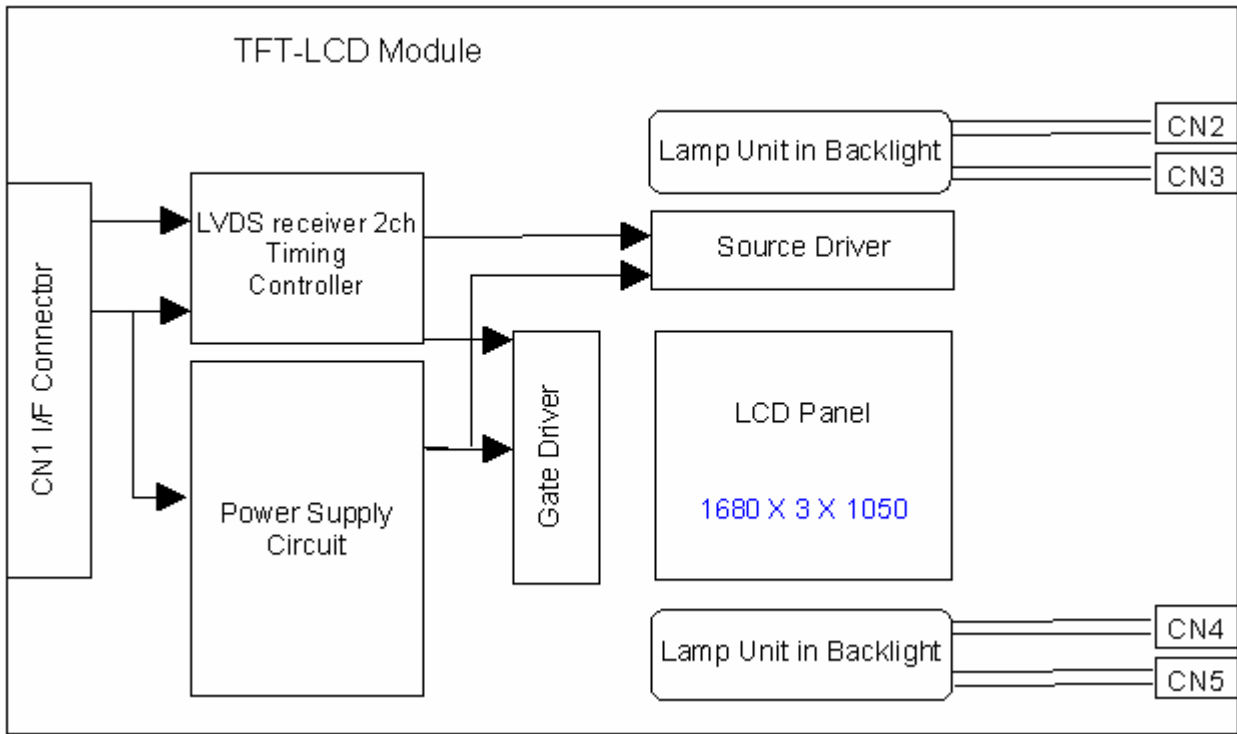 TFT-LCD Module
Lamp Unit in Backlight
CN2
CN3
CN1 I/F Connector
LVDS receiver 2ch
Timing
Controller
Source Driver
Power Supply
Circuit
Gate Driver
LCD Panel
1680 X 3 X 1050
Lamp Unit in Backlight
CN4
CN5